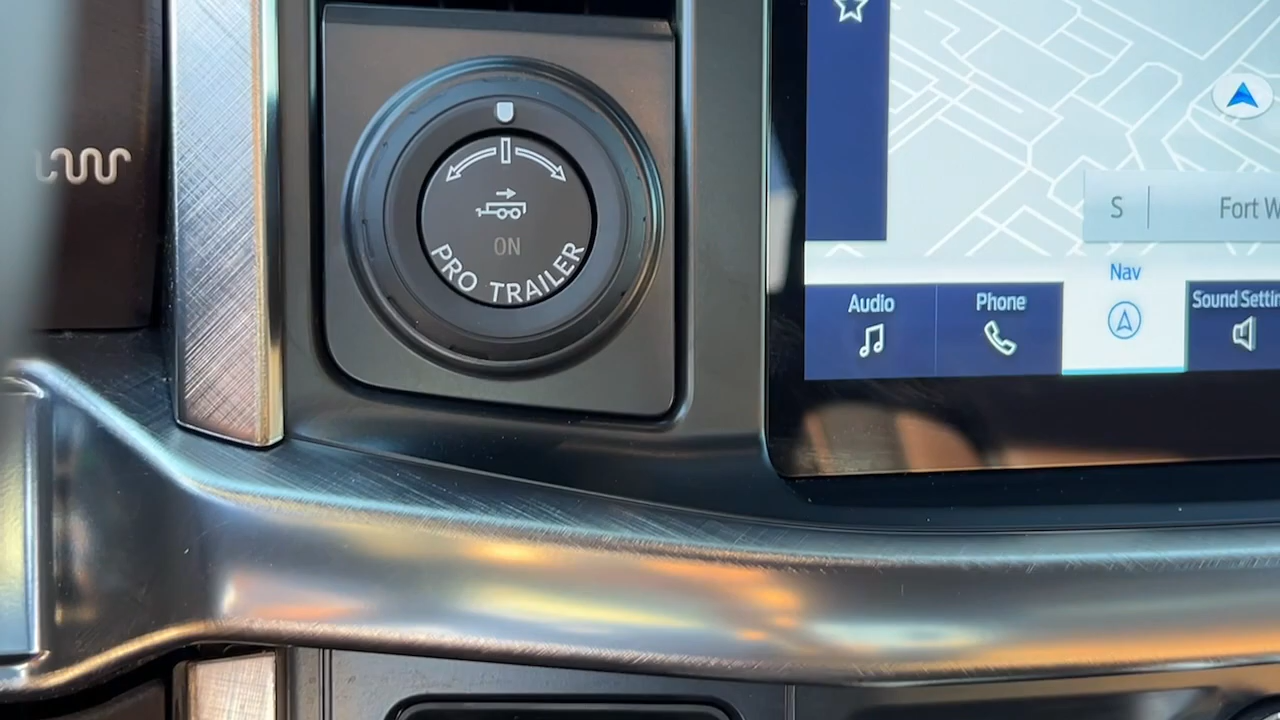 ON
PRO TRAILER
S
Fort W
Nav
Audio
Phone
Sound Settin